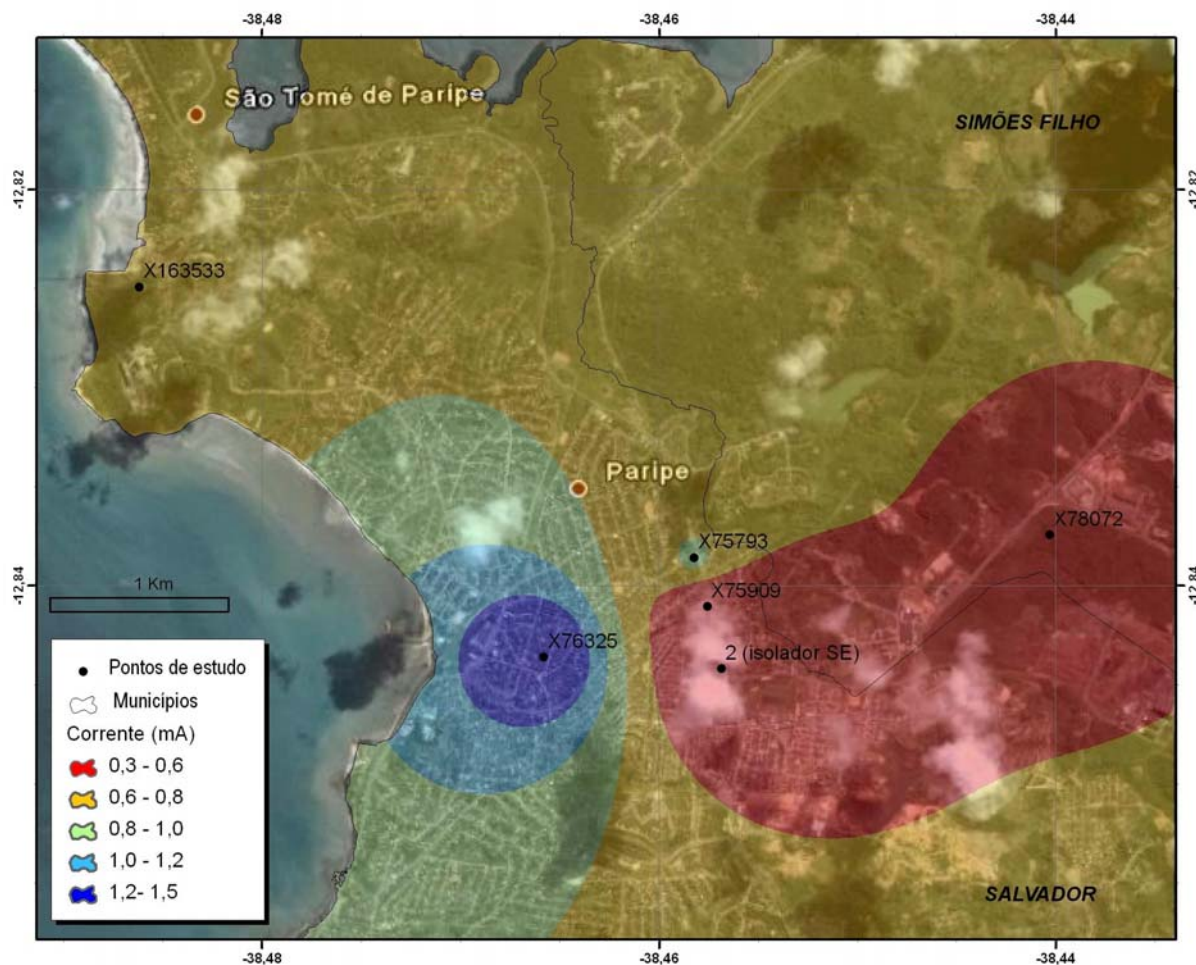 -38,48
-38,46
-38,44
São Tomé de Paripe
SIMÕES FILHO
-12,82
-12,82
X163533
Paripe
X78072
X75793
-12,84
-12,84
1 Km
X75909
X76325
2 (isolador SE)
Pontos de estudo
Municípios
Corrente (mA)
0,3 - 0,6
0,6 - 0,8
0,8 - 1,0
1,0 - 1,2
1,2- 1,5
SALVADOR
-38,48
-38,46
-38,44